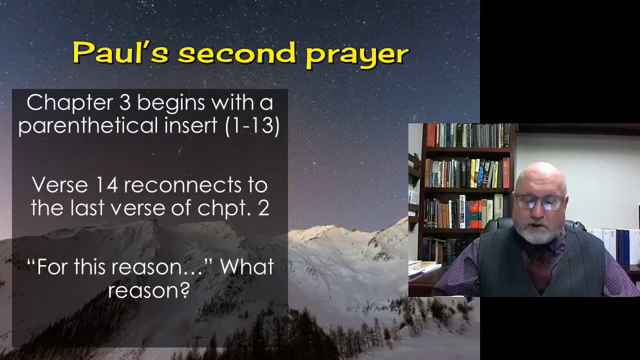 Paul's second prayer
Chapter 3 begins with a
parenthetical insert (1-13)
Verse 14 reconnects to
the last verse of chpt. 2
“For this reason…” What
reason?